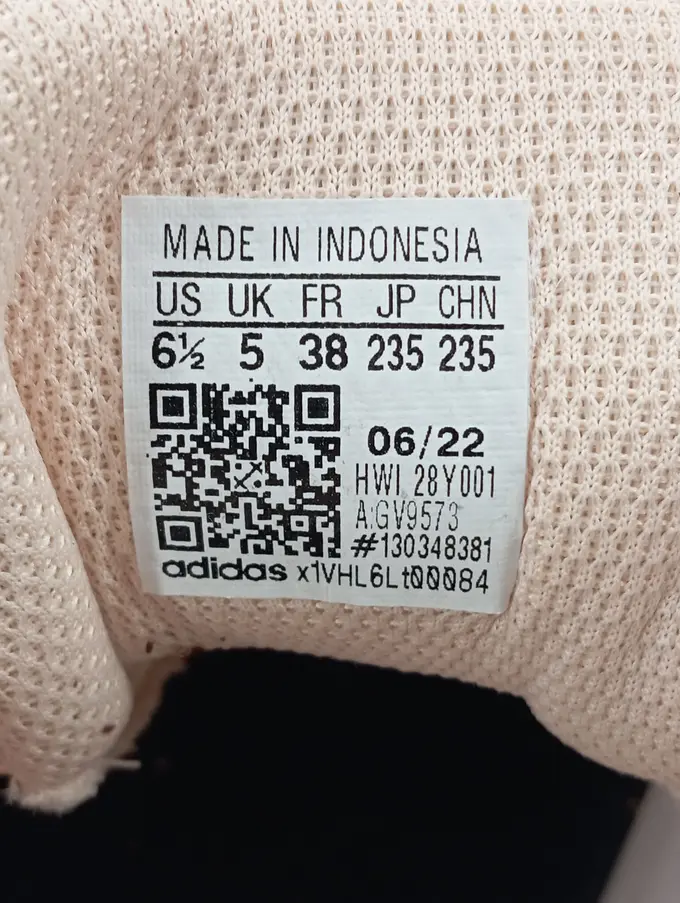 MADE IN INDONESIA
US UK FR JP CHN
6½ 5 38 235 235
06/22
HWI 28Y001
A:GV9573
#130348381
adidas x1VHL6Lt00084